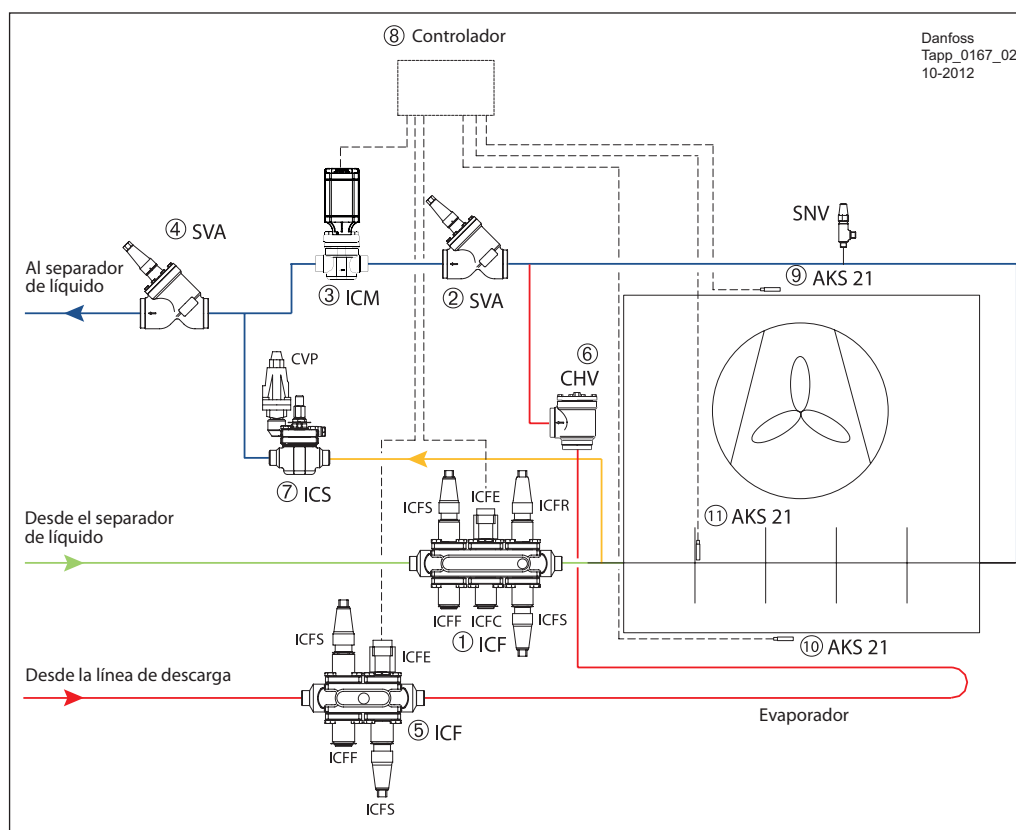 ⑧ Controlador
Danfoss
Tapp_0167_02
10-2012
SNV
④ SVA
Al separador
de líquido
③ ICM
② SVA
⑨ AKS 21
CVP
⑥
CHV
⑦ ICS
ICFS
ICFE
ICFR
Desde el separador
de líquido
⑪ AKS 21
ICFF
ICFC
ICFS
① ICF
ICFS
ICFE
⑩ AKS 21
Desde la línea de descarga
Evaporador
⑤ ICF
ICFF
ICFS